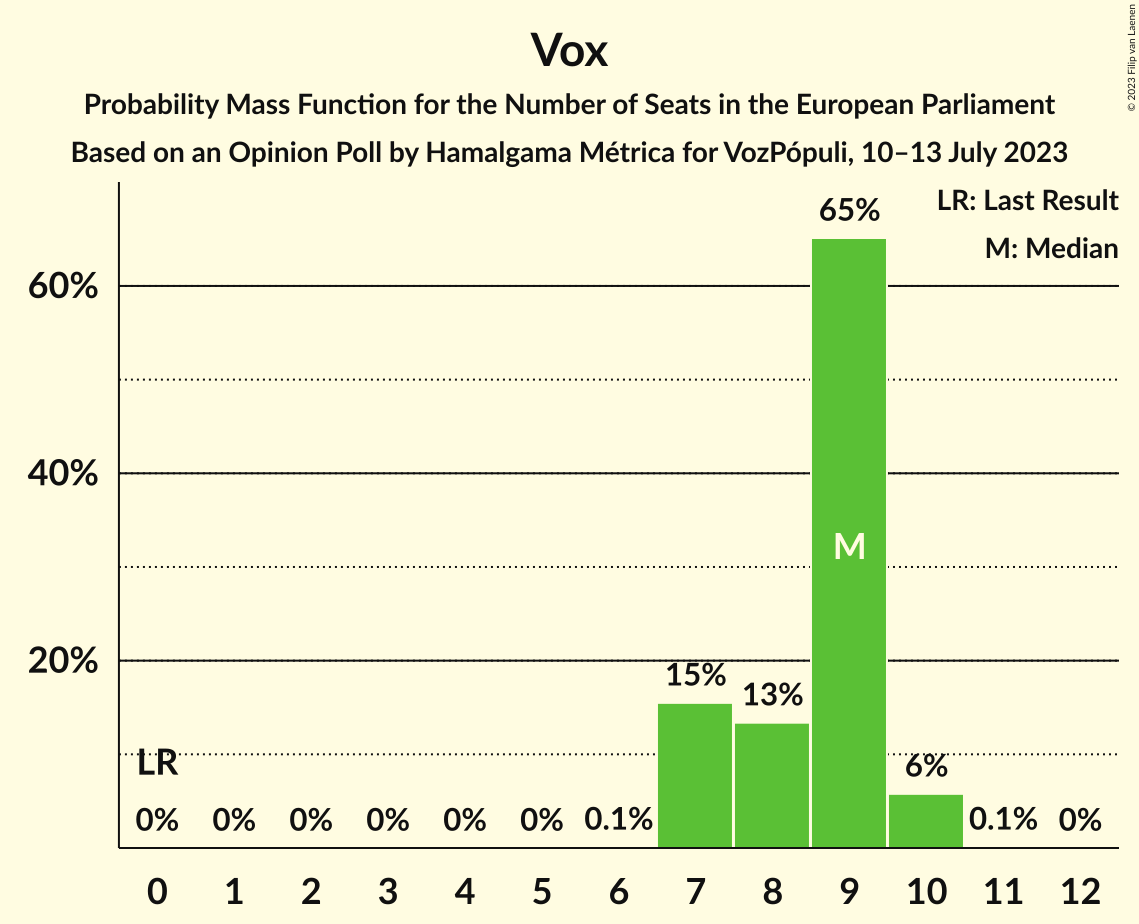 Vox
Probability Mass Function for the Number of Seats in the European Parliament
Based on an Opinion Poll by Hamalgama Métrica for VozPópuli, 10–13 July 2023
© 2023 Filip van Laenen
LR: Last Result
M: Median
60%
40%
20%
65%
M
15%
13%
6%
LR
0% 0% 0% 0% 0% 0% 0.1% 0.1% 0%
0 1 2 3 4 5 6 7 8 9 10 11 12